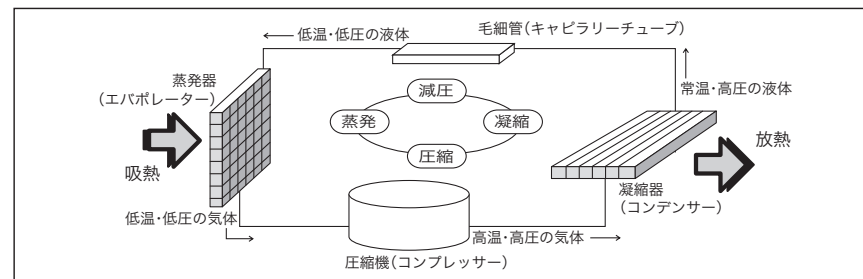 低温・低圧の液体
毛細管(キャピラリーチューブ)
蒸発器
(エバポレーター)
常温・高圧の液体
減圧
蒸発
凝縮
圧縮
吸熱
放熱
凝縮器
(コンデンサー)
低温・低圧の気体
高温・高圧の気体
圧縮機(コンプレッサー)